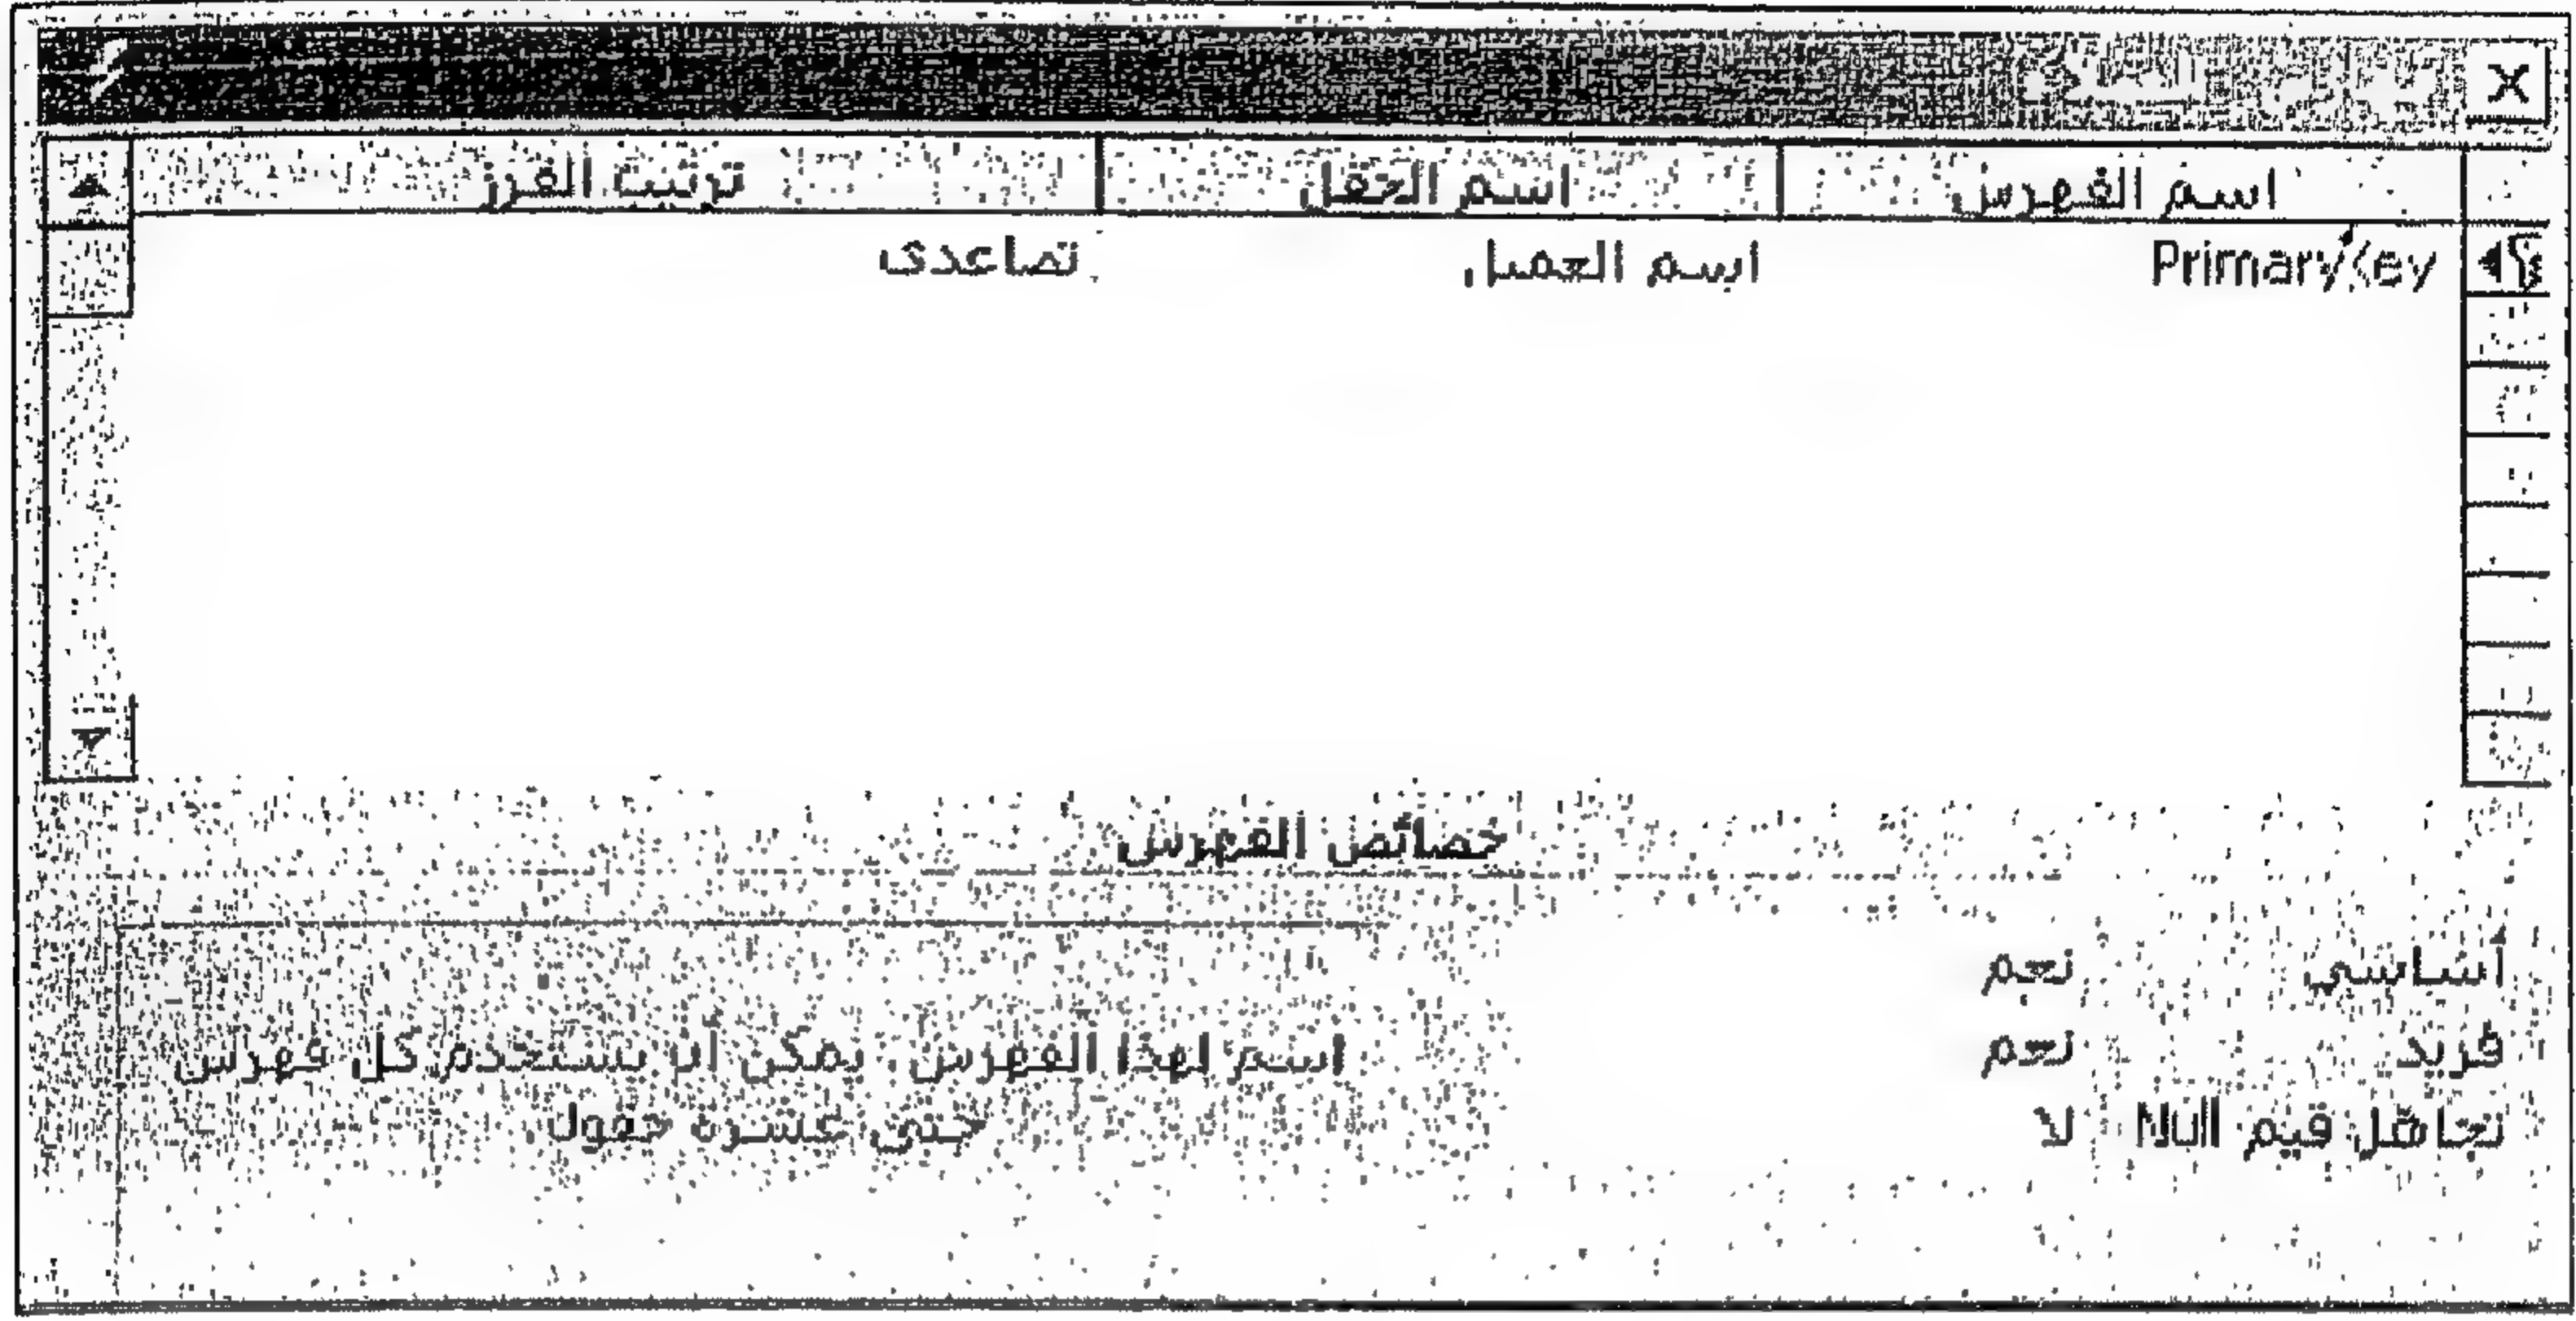 اسم الفهرس اسم الحقل ترتيب الفرز
PrimaryKey اسم العميل تصاعدى
خصائص الفهرس
أساسي نعم
فريد نعم
اسم لهذا الفهرس. يمكن أن يستخدم كل فهرس
تجاهل قيم Null لا
حتى عشرة حقول.